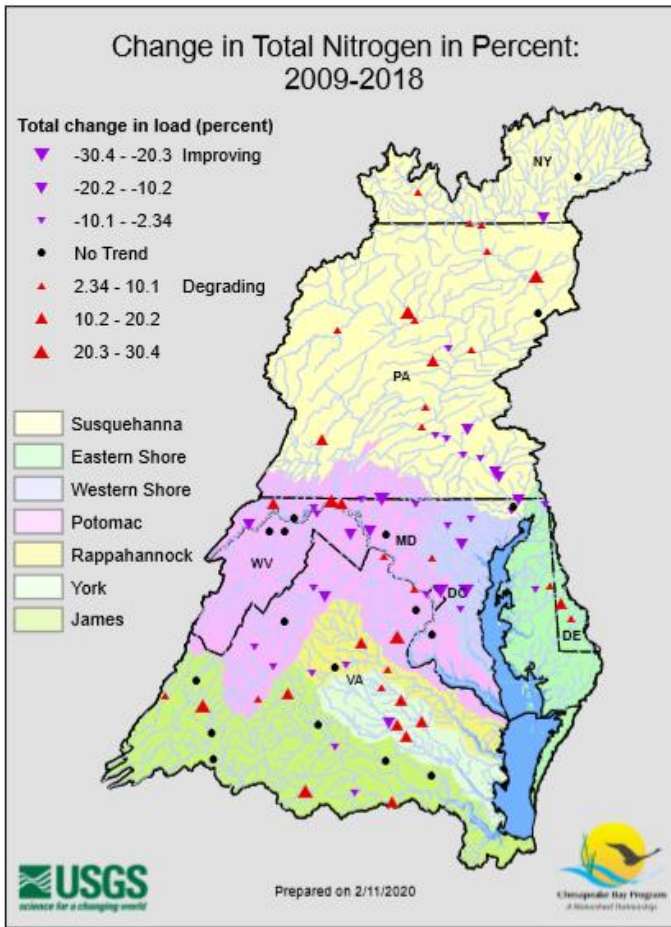 Change in Total Nitrogen in Percent:
2009-2018
Total change in load (percent)
-30.4 - -20.3 Improving
-20.2 - -10.2
-10.1 - -2.34
No Trend
2.34 - 10.1 Degrading
10.2 - 20.2
20.3 - 30.4
NY
PA
Susquehanna
Eastern Shore
Western Shore
Potomac
Rappahannock
York
James
MD
WV
DC
DE
VA
USGS
science for a changing world
Prepared on 2/11/2020
Chesapeake Bay Program
A Watershed Partnership